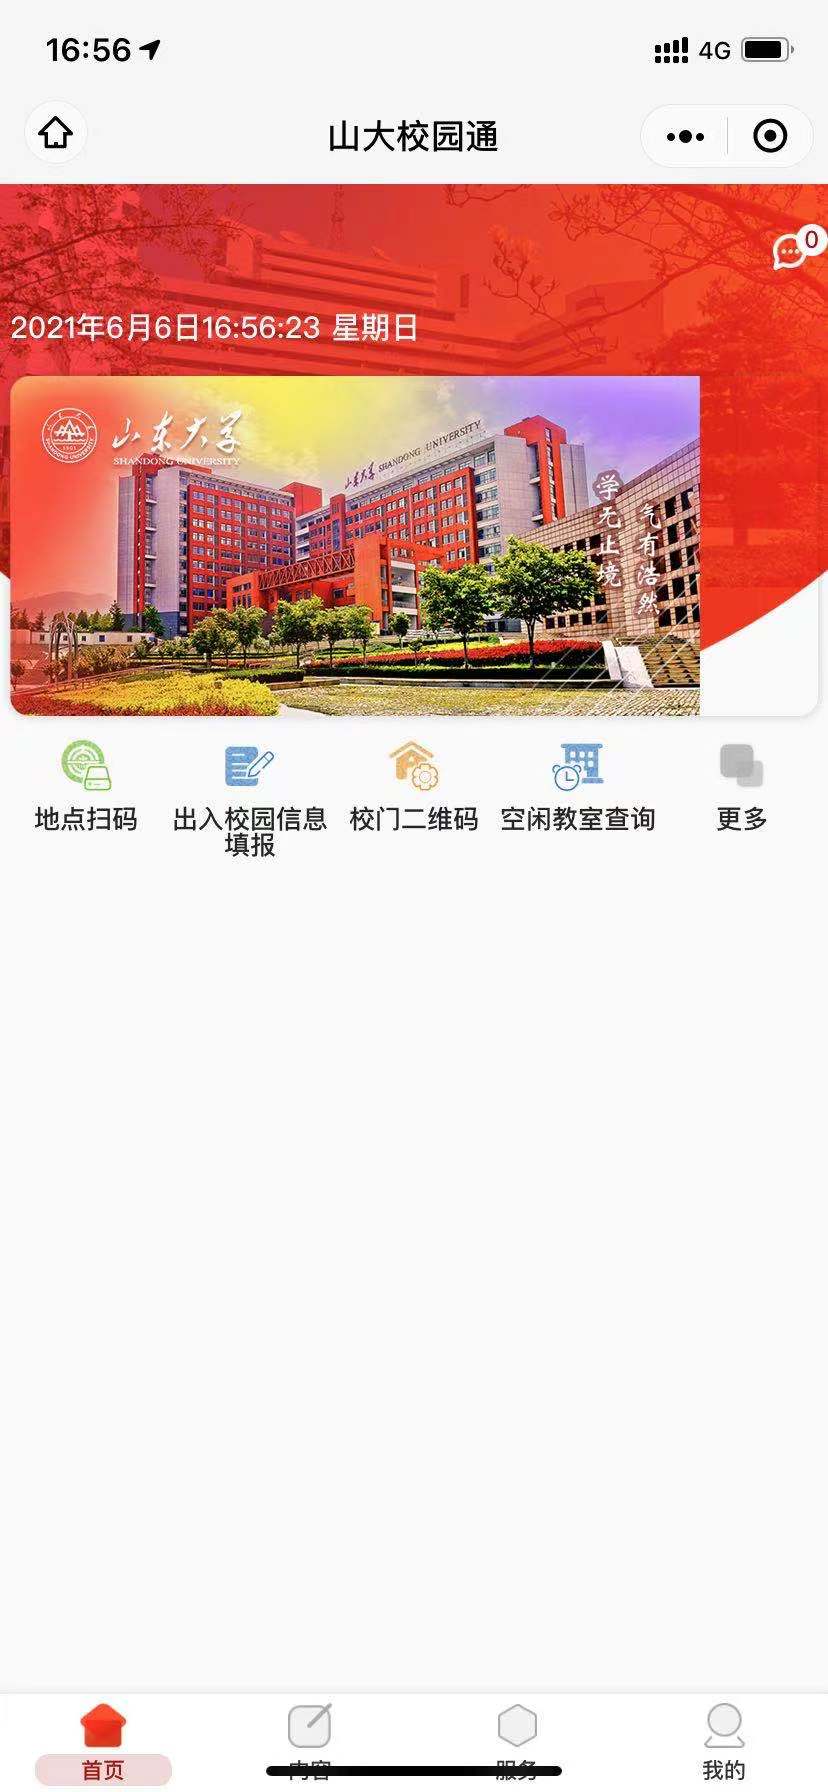 16:56
4G
山大校园通
0
2021年6月6日16:56:23 星期日
山东大学
SHANDONG UNIVERSITY
1901
山东大学 SHANDONG UNIVERSITY
学无止境
气有浩然
地点扫码
出入校园信息
填报
校门二维码
空闲教室查询
更多
首页
内容
服务
我的